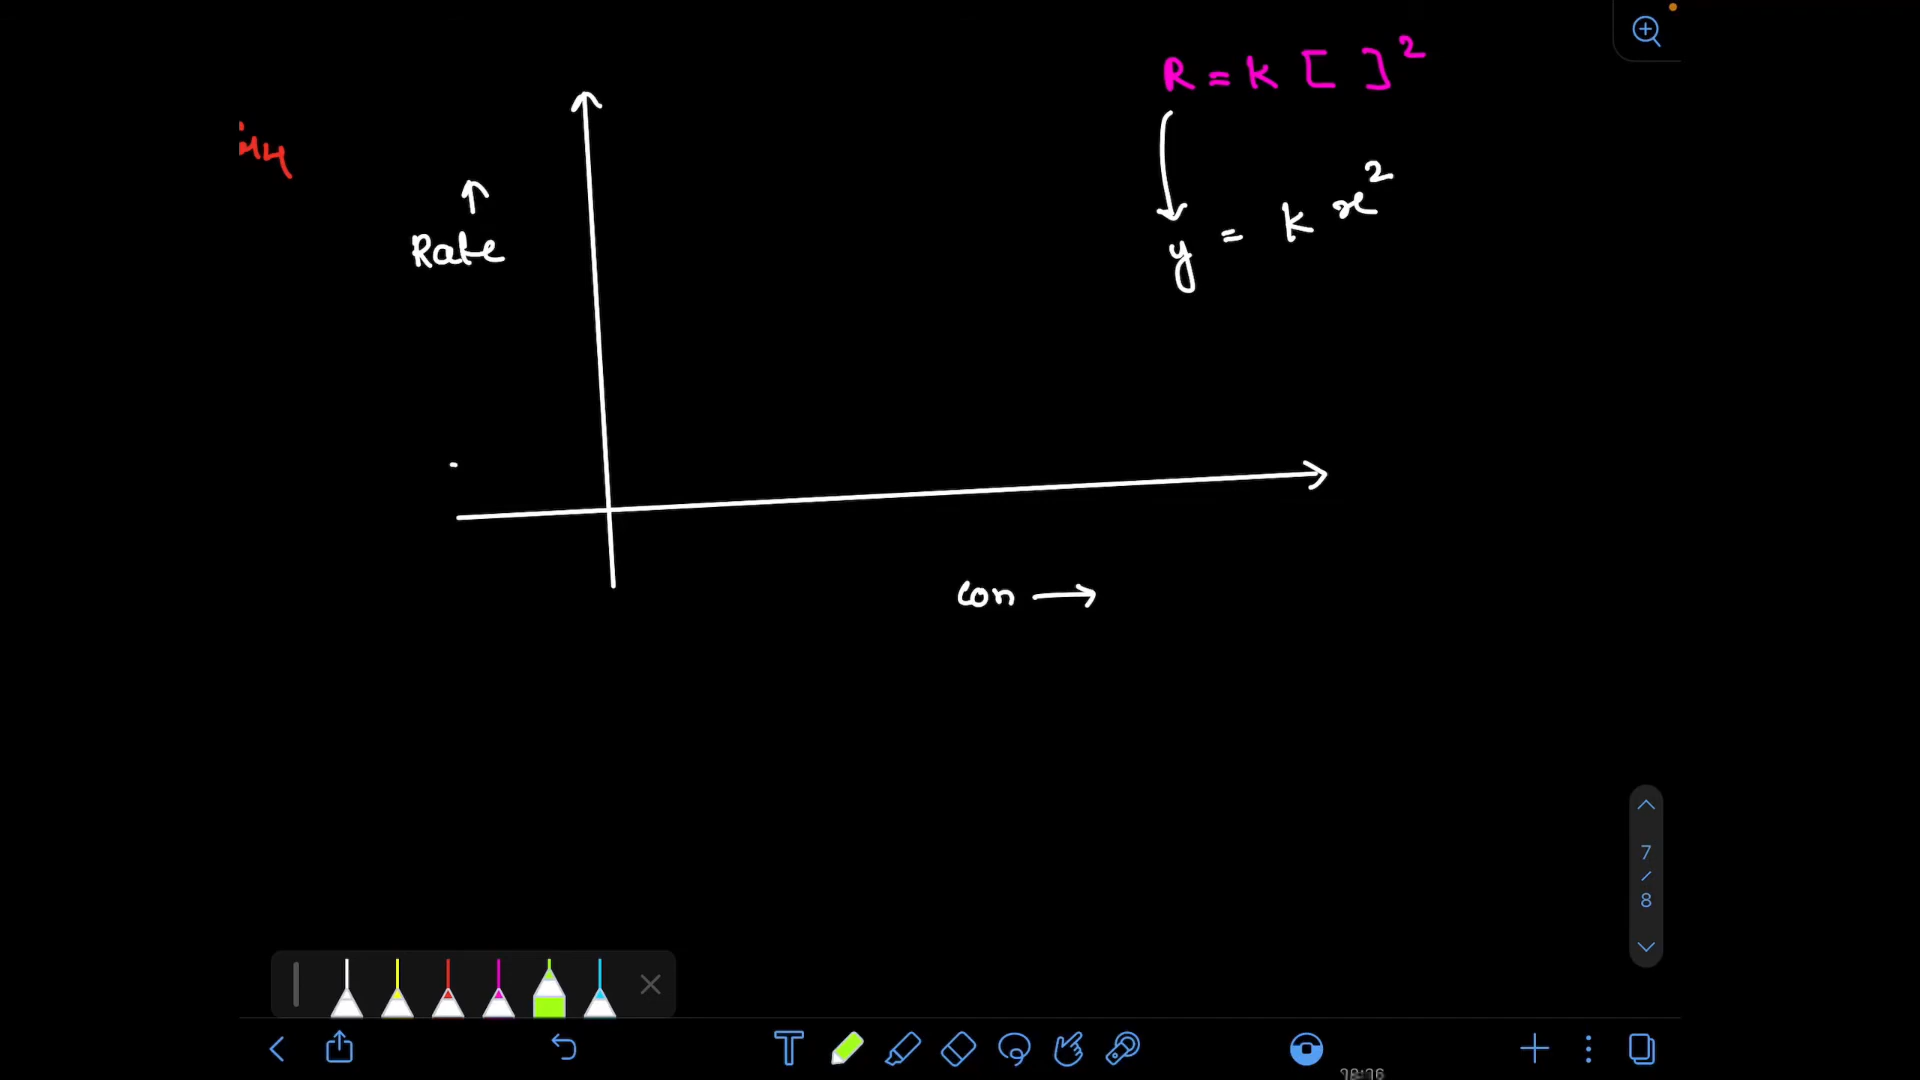 R = k [ ]²
y = k x²
↑
Rate
con →
7
/
8
T